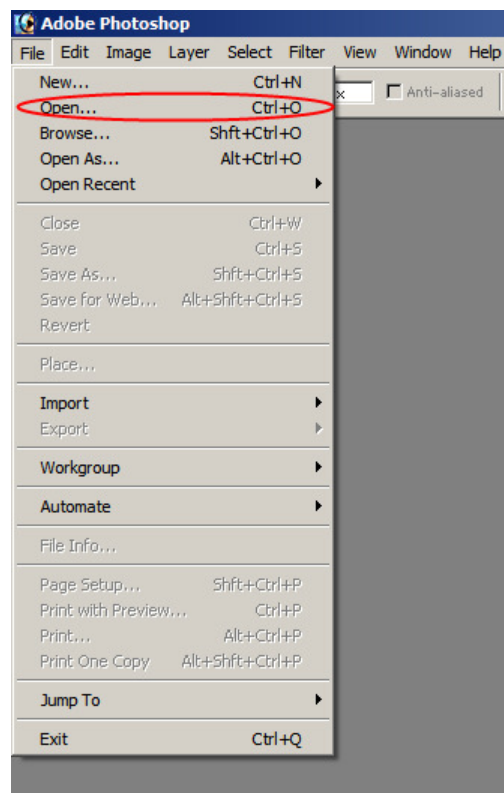 Adobe Photoshop
File Edit Image Layer Select Filter View Window Help
New... Ctrl+N
x Anti-aliased
Open... Ctrl+O
Browse... Shft+Ctrl+O
Open As... Alt+Ctrl+O
Open Recent
Close Ctrl+W
Save Ctrl+S
Save As... Shft+Ctrl+S
Save for Web... Alt+Shft+Ctrl+S
Revert
Place...
Import
Export
Workgroup
Automate
File Info...
Page Setup... Shft+Ctrl+P
Print with Preview... Ctrl+P
Print... Alt+Ctrl+P
Print One Copy Alt+Shft+Ctrl+P
Jump To
Exit Ctrl+Q